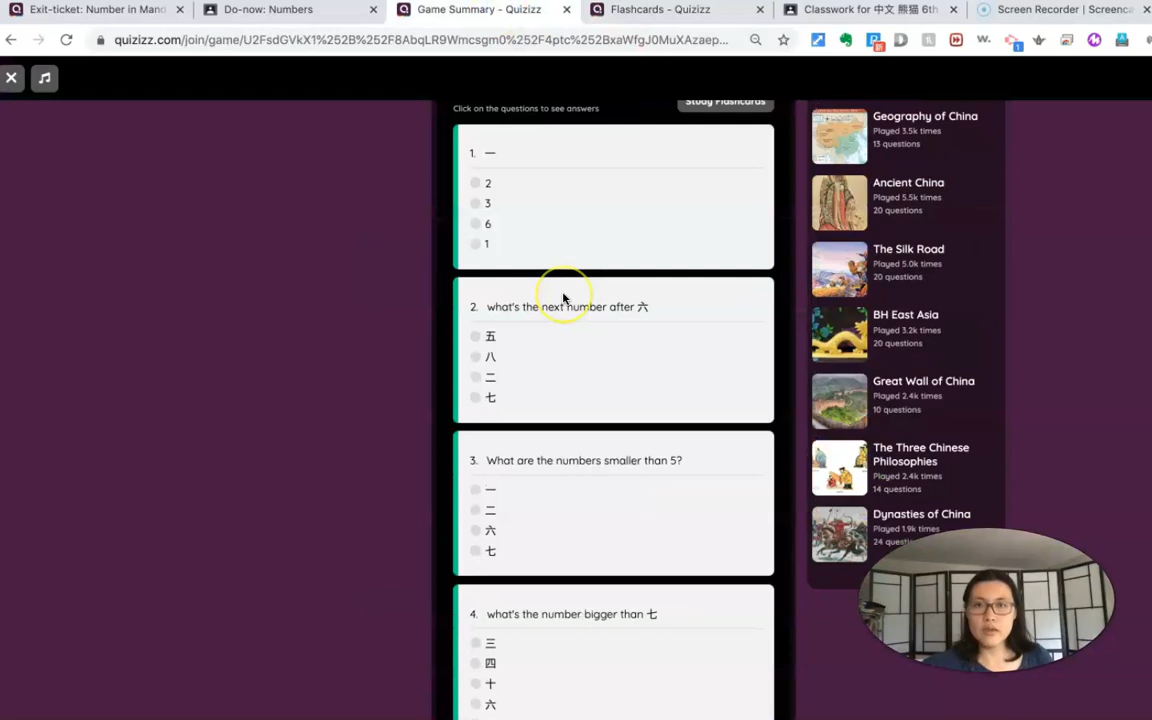 Exit-ticket: Number in Mand
Do-now: Numbers
Game Summary - Quizizz
Flashcards - Quizizz
Classwork for 中文 熊猫 6th
Screen Recorder | Screenca
quizizz.com/join/game/U2FsdGVkX1%252B%252F8AbqLR9Wmcsgm0%252F4ptc%252BxaWfgJ0MuXAzaep...
Click on the questions to see answers
Study Flashcards
1. 一
2
3
6
1
2. what's the next number after 六
五
八
二
七
3. What are the numbers smaller than 5?
一
二
六
七
4. what's the number bigger than 七
三
四
十
六
Geography of China
Played 3.5k times
13 questions
Ancient China
Played 5.5k times
20 questions
The Silk Road
Played 5.0k times
20 questions
BH East Asia
Played 3.2k times
20 questions
Great Wall of China
Played 2.4k times
10 questions
The Three Chinese
Philosophies
Played 2.4k times
14 questions
Dynasties of China
Played 1.9k times
24